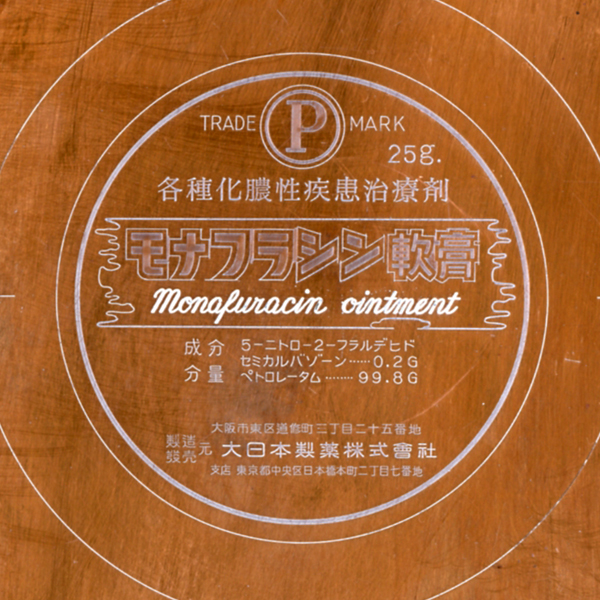 TRADE P MARK
25g.
各種化膿性疾患治療剤
モナフラシン軟膏
Monafuracin ointment
成分 5-ニトロ-2-フラルデヒド
セミカルバゾーン……0.2G
分量 ペトロレータム………99.8G
大阪市東区道修町三丁目二十五番地
製造発売元 大日本製薬株式會社
支店 東京都中央区日本橋本町二丁目七番地